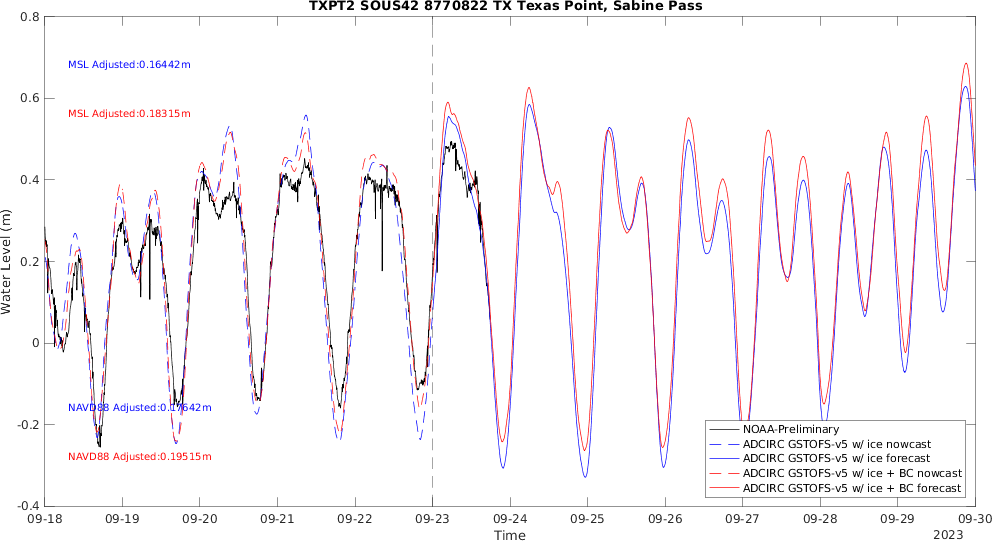 TXPT2 SOUS42 8770822 TX Texas Point, Sabine Pass
0.8
0.6
0.4
0.2
0
-0.2
-0.4
Water Level (m)
MSL Adjusted:0.16442m
MSL Adjusted:0.18315m
NAVD88 Adjusted:0.17642m
NAVD88 Adjusted:0.19515m
NOAA-Preliminary
ADCIRC GSTOFS-v5 w/ ice nowcast
ADCIRC GSTOFS-v5 w/ ice forecast
ADCIRC GSTOFS-v5 w/ ice + BC nowcast
ADCIRC GSTOFS-v5 w/ ice + BC forecast
09-18 09-19 09-20 09-21 09-22 09-23 09-24 09-25 09-26 09-27 09-28 09-29 09-30
Time
2023